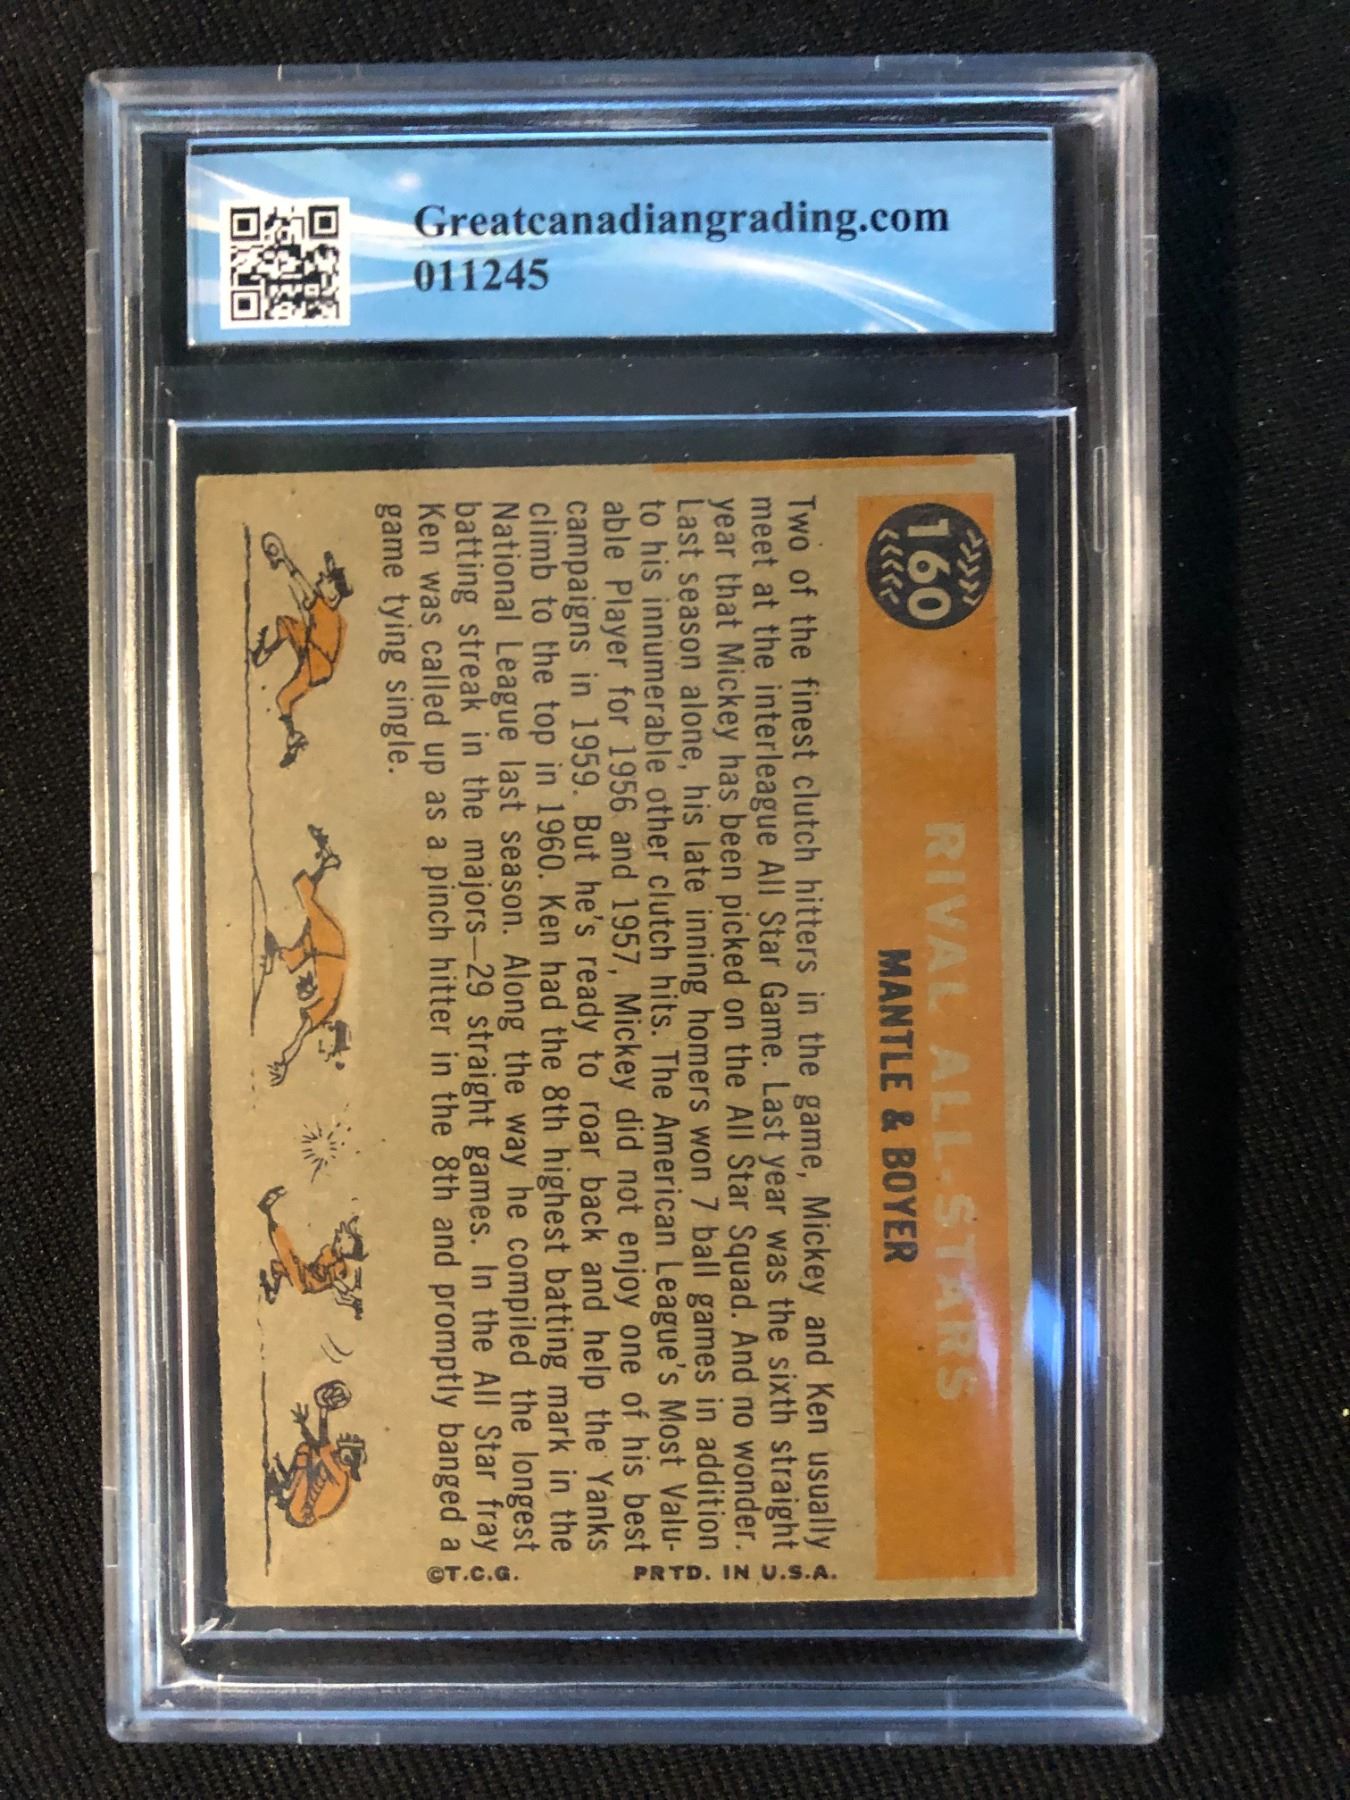 Greatcanadiangrading.com
011245
160
RIVAL ALL-STARS
MANTLE & BOYER
Two of the finest clutch hitters in the game, Mickey and Ken usually
meet at the interleague All Star Game. Last year was the sixth straight
year that Mickey has been picked on the All Star Squad. And no wonder.
Last season alone, his late inning homers won 7 ball games in addition
to his innumerable other clutch hits. The American League's Most Valu-
able Player for 1956 and 1957, Mickey did not enjoy one of his best
campaigns in 1959. But he's ready to roar back and help the Yanks
climb to the top in 1960. Ken had the 8th highest batting mark in the
National League last season. Along the way he compiled the longest
batting streak in the majors—29 straight games. In the All Star fray
Ken was called up as a pinch hitter in the 8th and promptly banged a
game tying single.
©T.C.G.
PRTD. IN U.S.A.